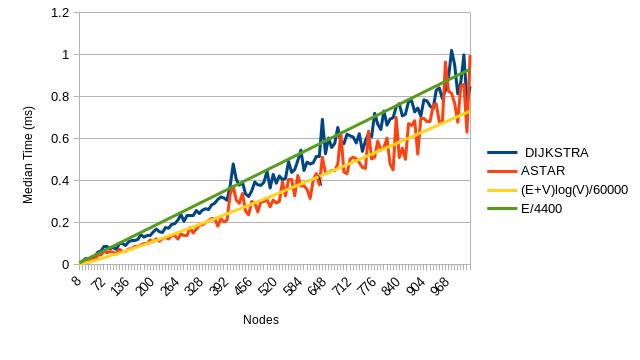 1.2
1
0.8
0.6
0.4
0.2
0
Median Time (ms)
8 72 136 200 264 328 392 456 520 584 648 712 776 840 904 968
Nodes
DIJKSTRA
ASTAR
(E+V)log(V)/60000
E/4400